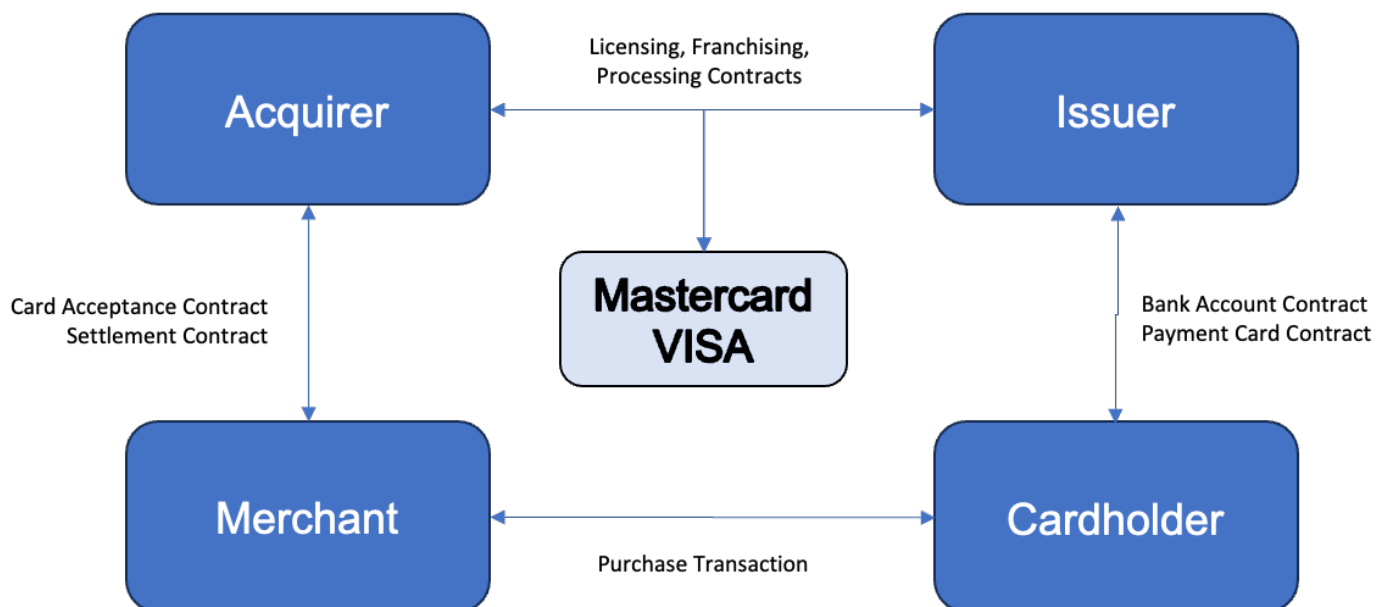 Acquirer
Licensing, Franchising,
Processing Contracts
Issuer
Card Acceptance Contract
Settlement Contract
Mastercard
VISA
Bank Account Contract
Payment Card Contract
Merchant
Purchase Transaction
Cardholder